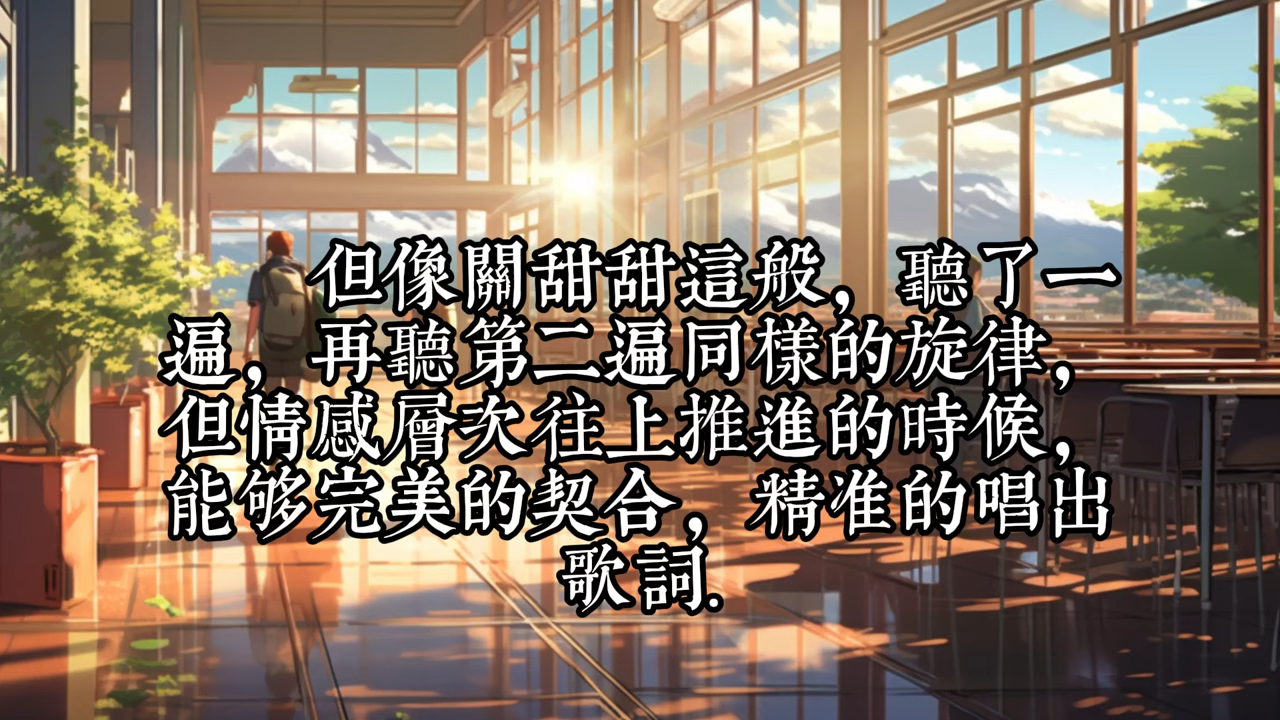 但像關甜甜這般，聽了一
遍，再聽第二遍同樣的旋律，
但情感層次往上推進的時候，
能够完美的契合，精准的唱出
歌詞.